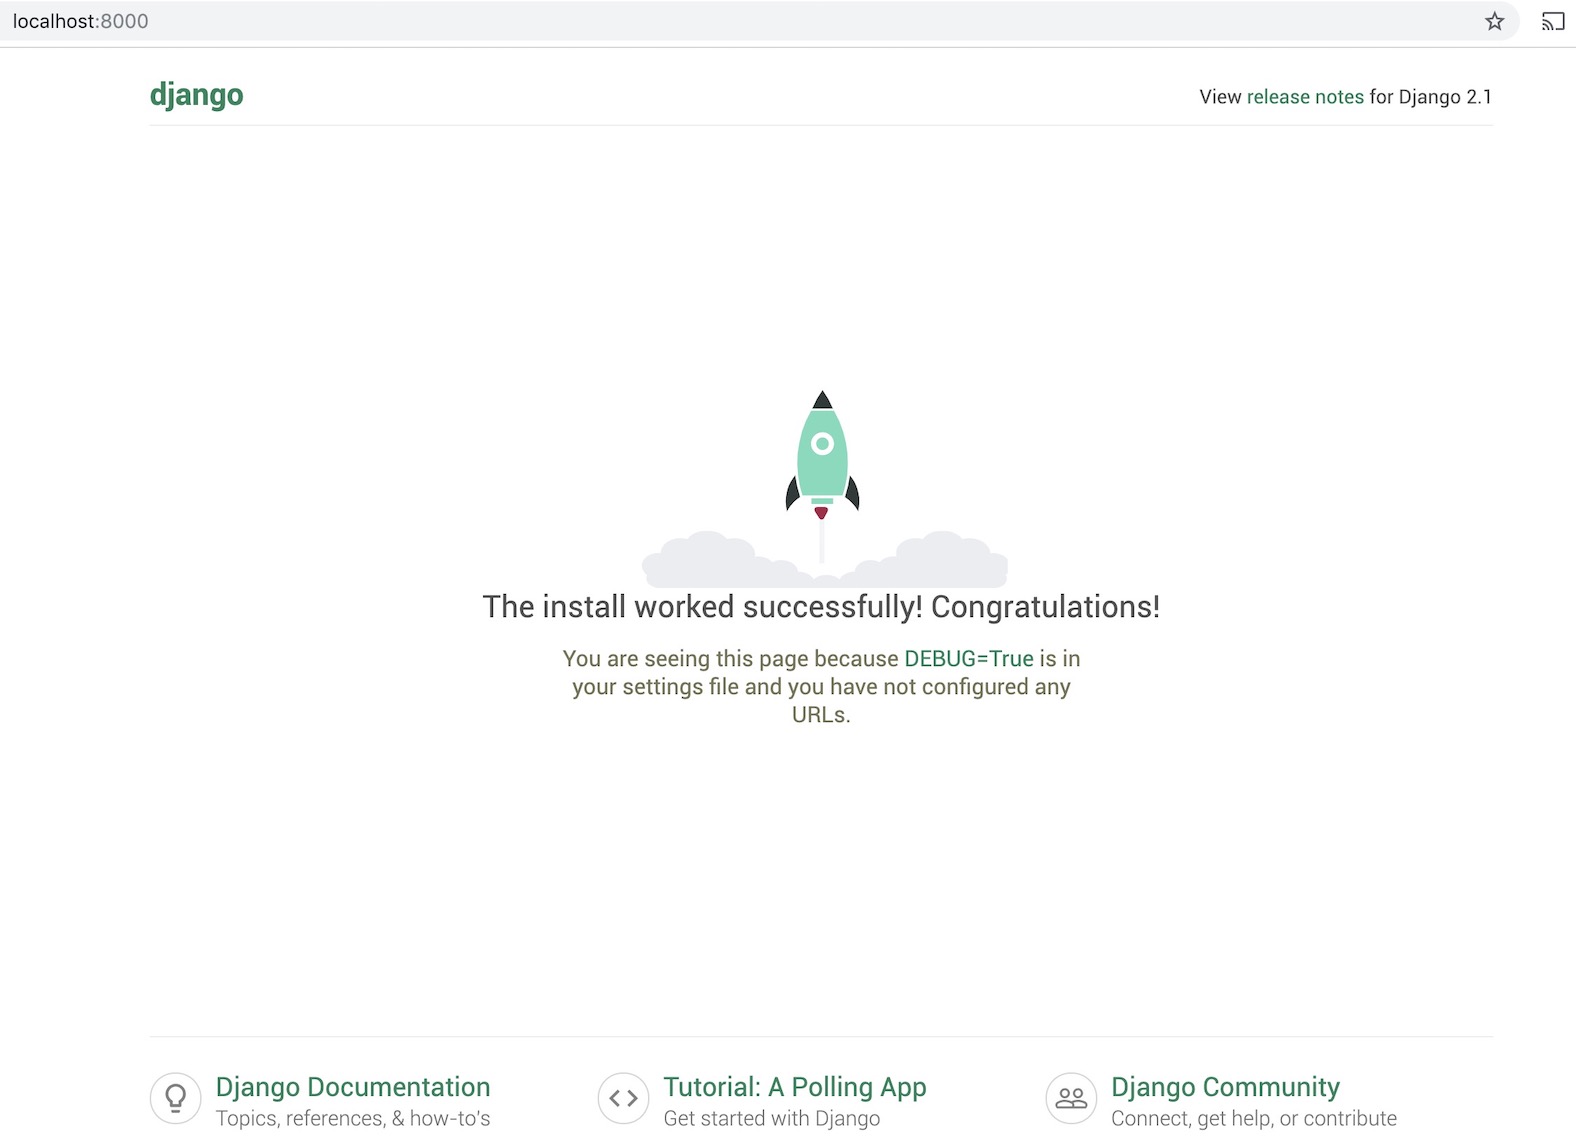 localhost:8000
django
View release notes for Django 2.1
The install worked successfully! Congratulations!
You are seeing this page because DEBUG=True is in
your settings file and you have not configured any
URLs.
Django Documentation
Topics, references, & how-to's
Tutorial: A Polling App
Get started with Django
Django Community
Connect, get help, or contribute